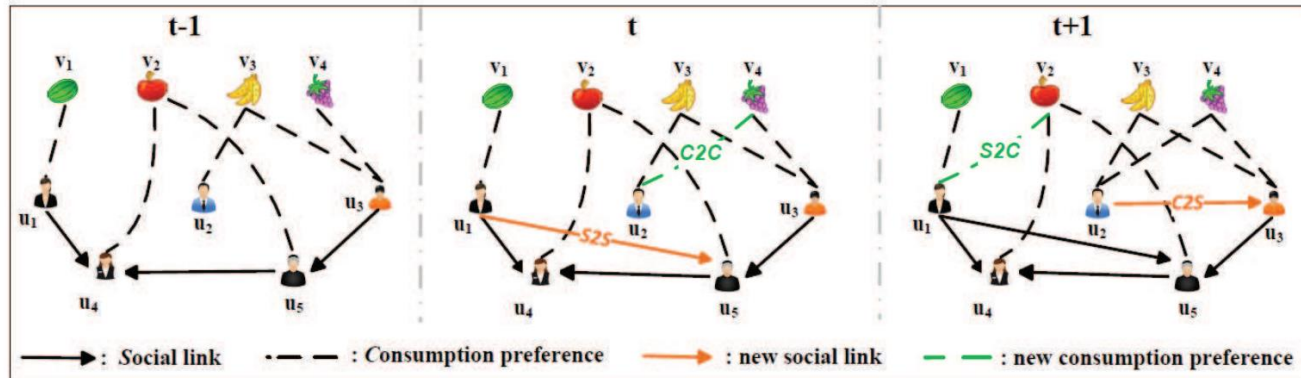 t-1 t t+1
v1 v2 v3 v4 v1 v2 v3 v4 v1 v2 v3 v4
C2C S2C
u1 u2 u3 u1 S2S u2 u3 u1 u2 C2S u3
u4 u5 u4 u5 u4 u5
: Social link : Consumption preference : new social link : new consumption preference